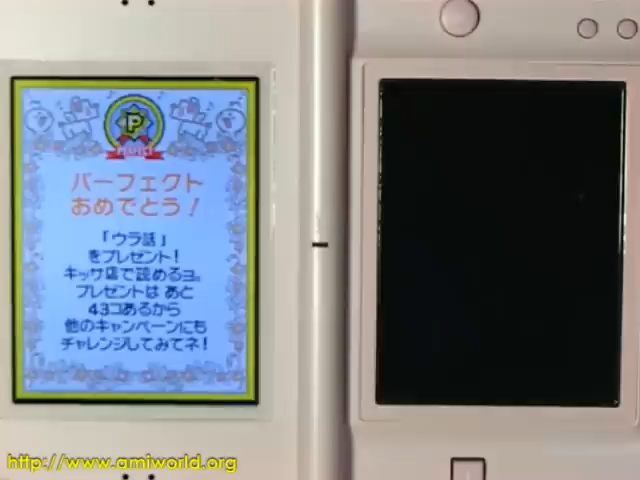 P
PERFECT
パーフェクト
おめでとう!
「ウラ話」
をプレゼント!
キッサ店で読めるヨ。
プレゼントは あと
43コあるから
他のキャンペーンにも
チャレンジしてみてネ!
http://www.amiworld.org